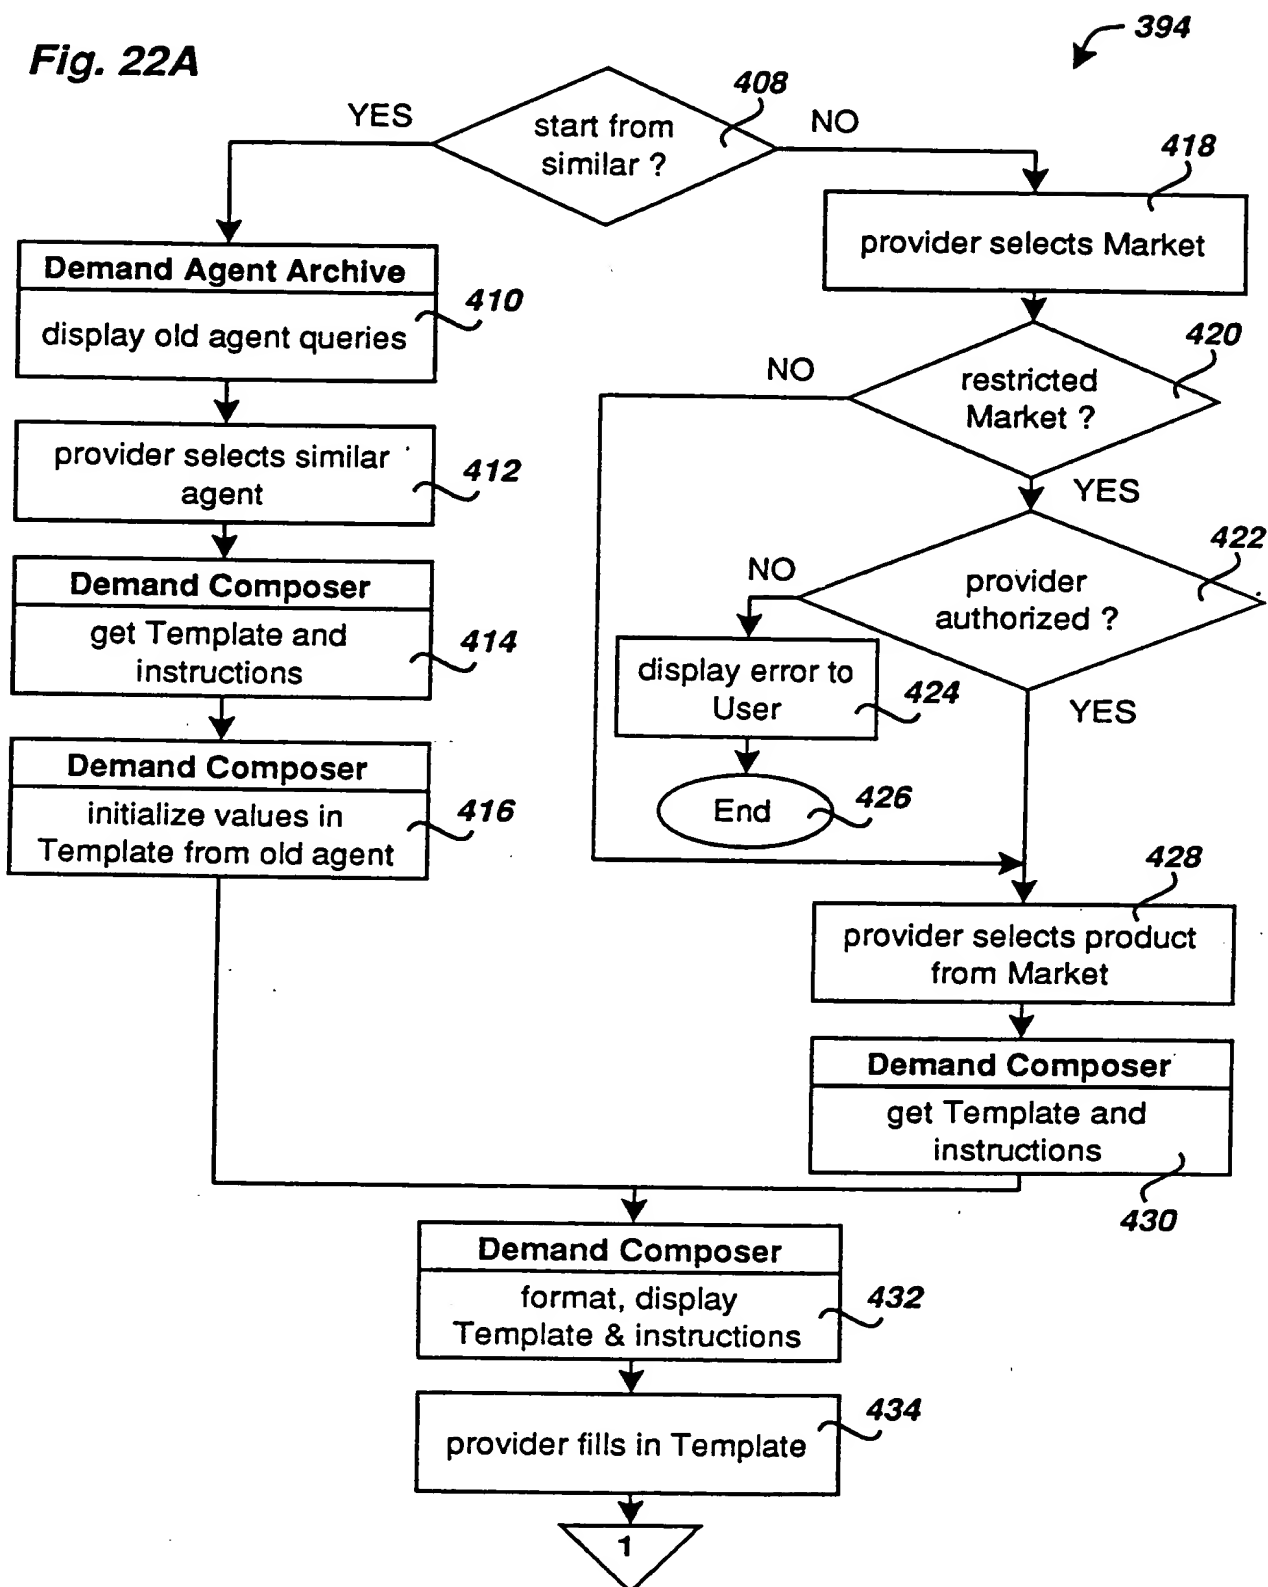 Fig. 22A
394
408
YES
start from
similar ?
NO
418
provider selects Market
Demand Agent Archive
410
display old agent queries
420
NO
restricted
Market ?
YES
provider selects similar
agent
412
422
NO
provider
authorized ?
Demand Composer
get Template and
instructions
414
display error to
User
424
YES
Demand Composer
initialize values in
Template from old agent
416
End
426
428
provider selects product
from Market
Demand Composer
get Template and
instructions
430
Demand Composer
format, display
Template & instructions
432
provider fills in Template
434
1